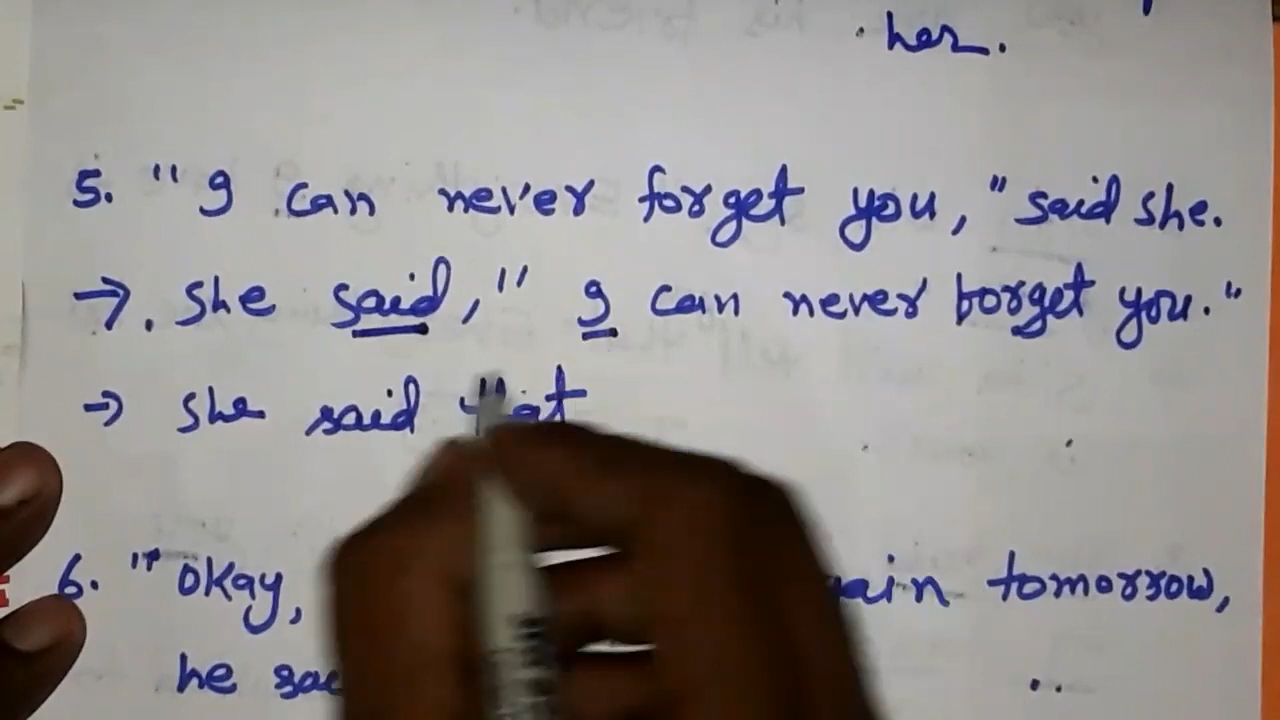 her.
5. "I can never forget you," said she.
→. She said," I can never forget you."
→ She said that
6. "Okay, tomorrow,
he